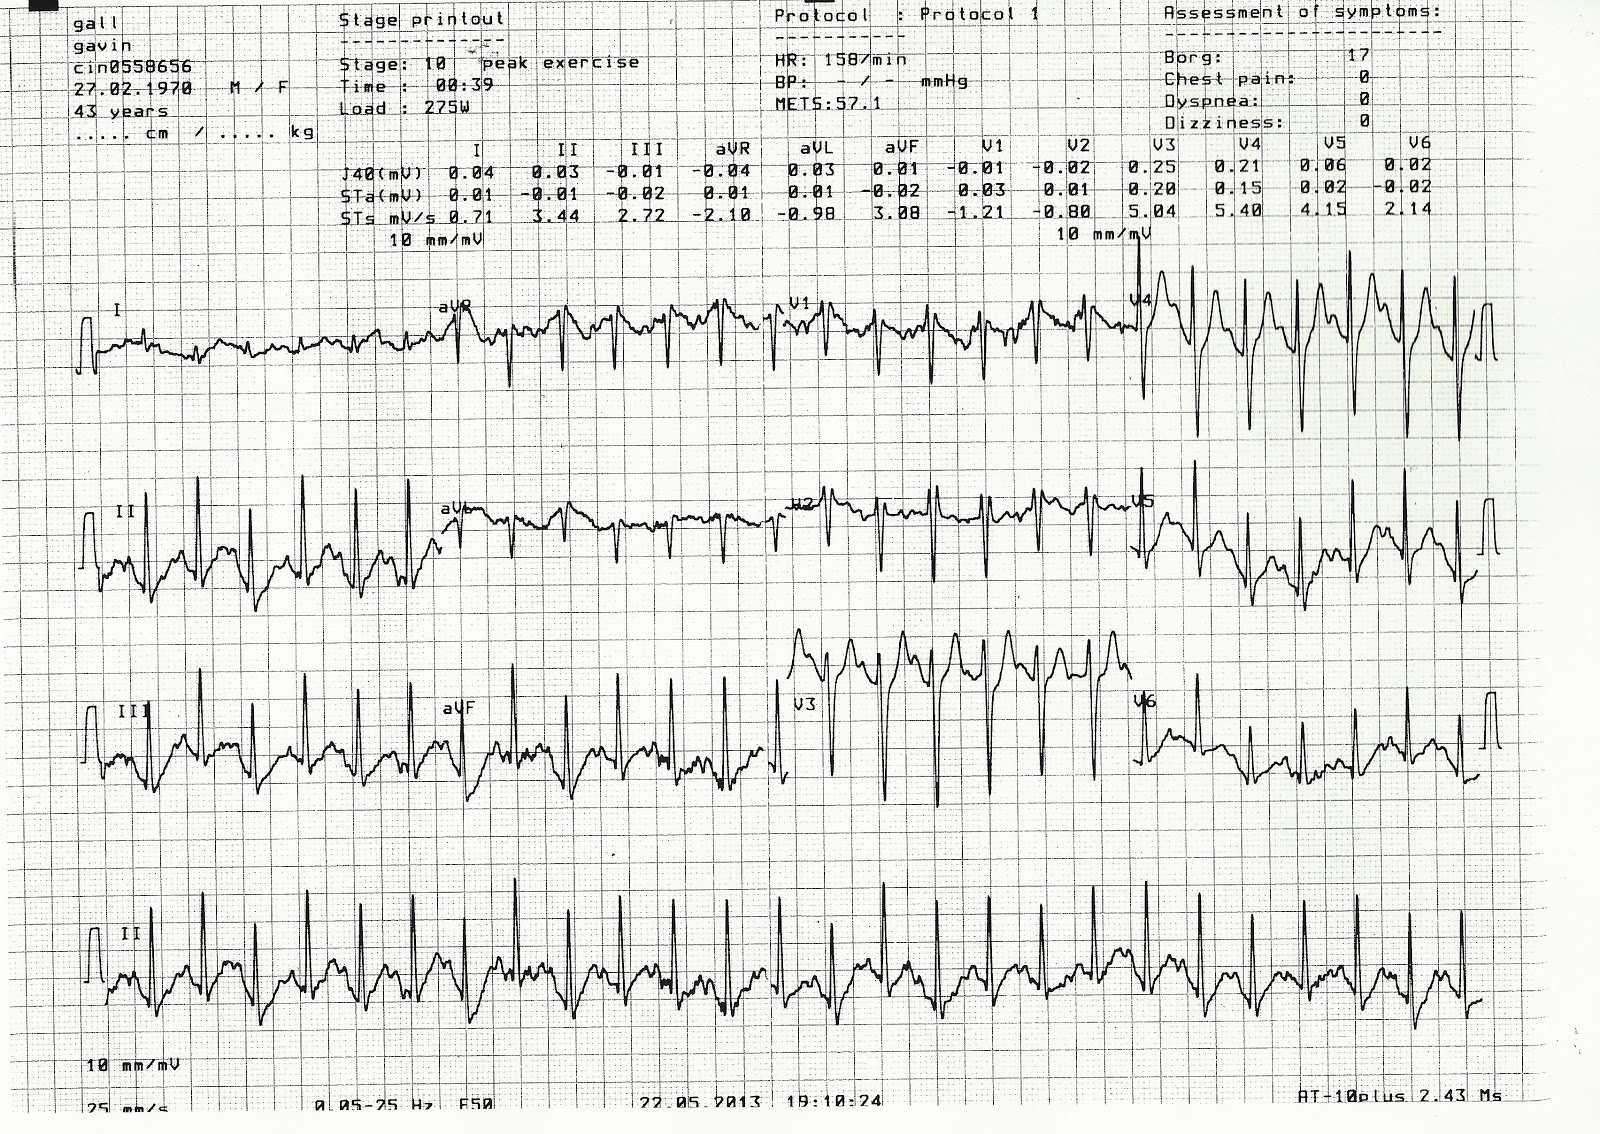 gall
gavin
cin0558656
27.02.1970 M / F
43 years
..... cm / ..... kg
Stage printout
--------------
Stage: 10 peak exercise
Time : 00:39
Load : 275W
Protocol : Protocol 1
-----------
HR: 158/min
BP: - / - mmHg
METS:57.1
Assessment of symptoms:
-----------------------
Borg: 17
Chest pain: 0
Dyspnea: 0
Dizziness: 0
I II III aVR aVL aVF V1 V2 V3 V4 V5 V6
J40(mV) 0.04 0.03 -0.01 -0.04 0.03 0.01 -0.01 -0.02 0.25 0.21 0.06 0.02
STa(mV) 0.01 -0.01 -0.02 0.01 0.01 -0.02 0.03 0.01 0.20 0.15 0.02 -0.02
STs mV/s 0.71 3.44 2.72 -2.10 -0.98 3.08 -1.21 -0.80 5.04 5.40 4.15 2.14
10 mm/mV 10 mm/mV
I aVR V1 V4
II aVL V2 V5
III aVF V3 V6
II
10 mm/mV
25 mm/s 0.05-25 Hz F50 22.05.2013 19:10:24 AT-10plus 2.43 Ms